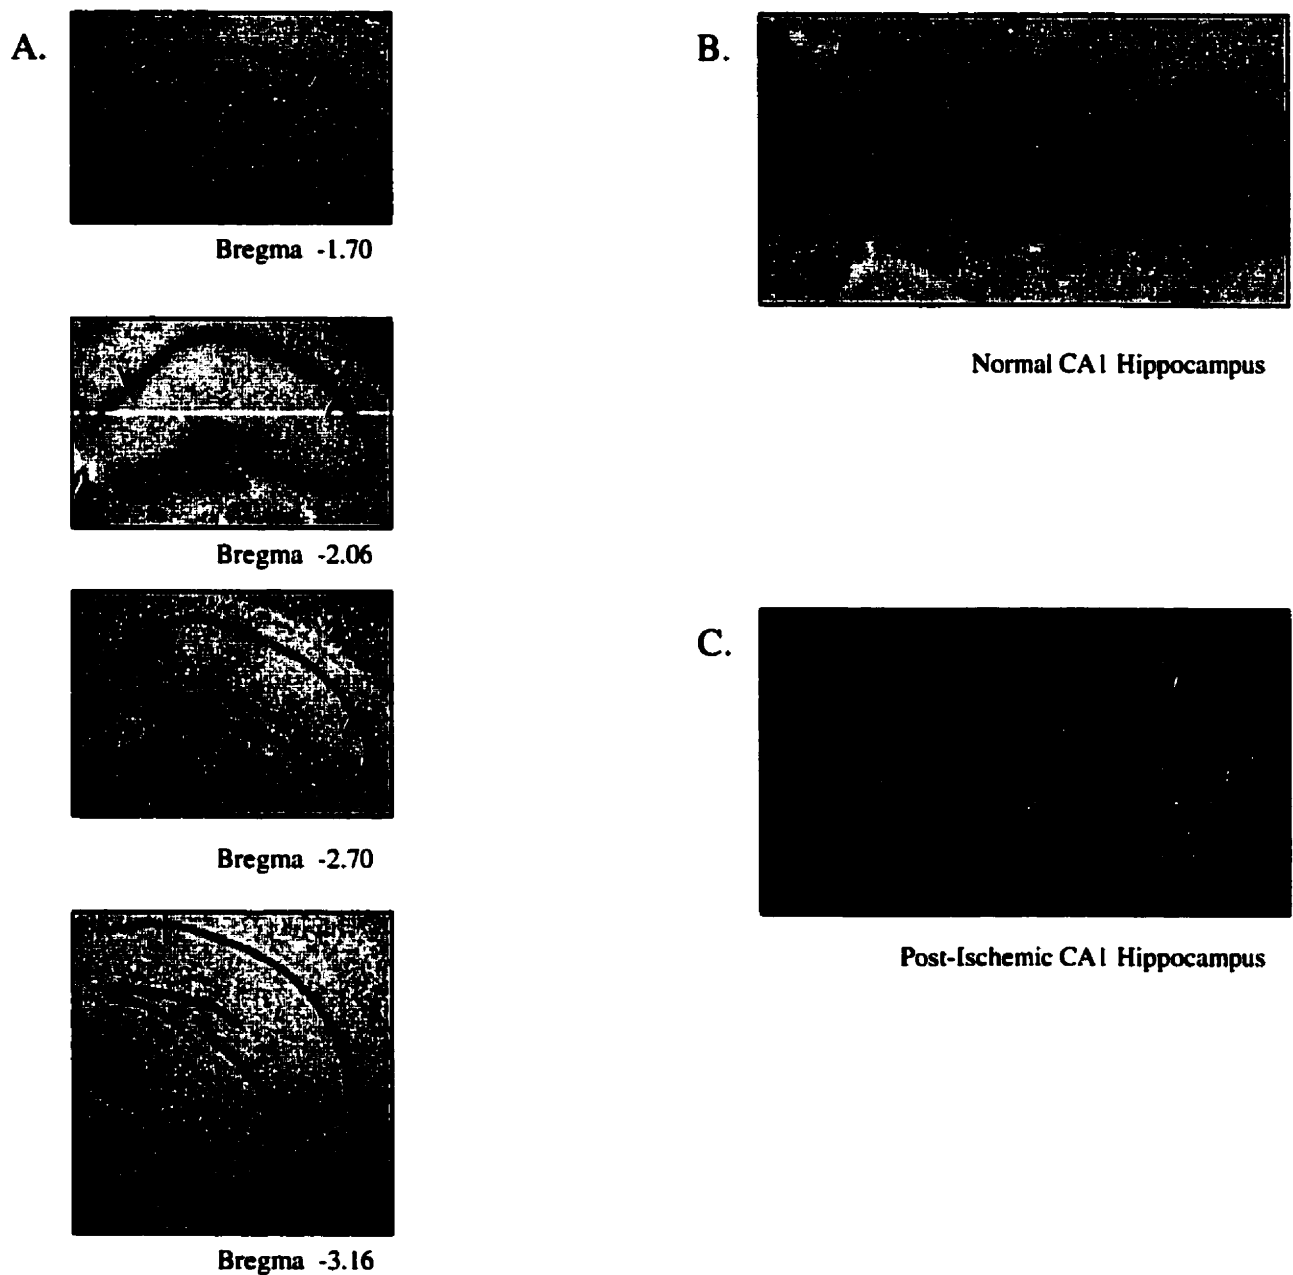 A.
Bregma -1.70
Bregma -2.06
Bregma -2.70
Bregma -3.16
B.
Normal CA1 Hippocampus
C.
Post-Ischemic CA1 Hippocampus